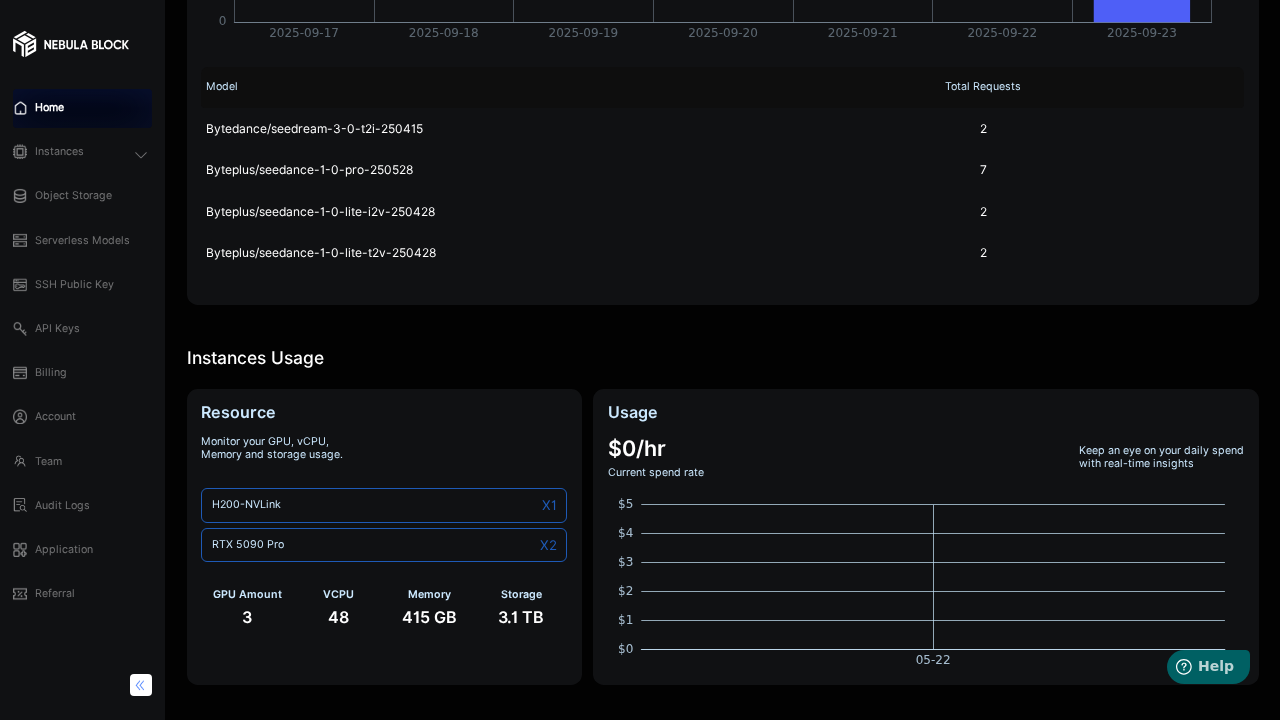 NEBULA BLOCK
Home
Instances
Object Storage
Serverless Models
SSH Public Key
API Keys
Billing
Account
Team
Audit Logs
Application
Referral
0
2025-09-17 2025-09-18 2025-09-19 2025-09-20 2025-09-21 2025-09-22 2025-09-23
Model Total Requests
Bytedance/seedream-3-0-t2i-250415 2
Byteplus/seedance-1-0-pro-250528 7
Byteplus/seedance-1-0-lite-i2v-250428 2
Byteplus/seedance-1-0-lite-t2v-250428 2
Instances Usage
Resource
Monitor your GPU, vCPU,
Memory and storage usage.
H200-NVLink X1
RTX 5090 Pro X2
GPU Amount VCPU Memory Storage
3 48 415 GB 3.1 TB
Usage
$0/hr
Current spend rate
Keep an eye on your daily spend
with real-time insights
$5
$4
$3
$2
$1
$0
05-22
Help